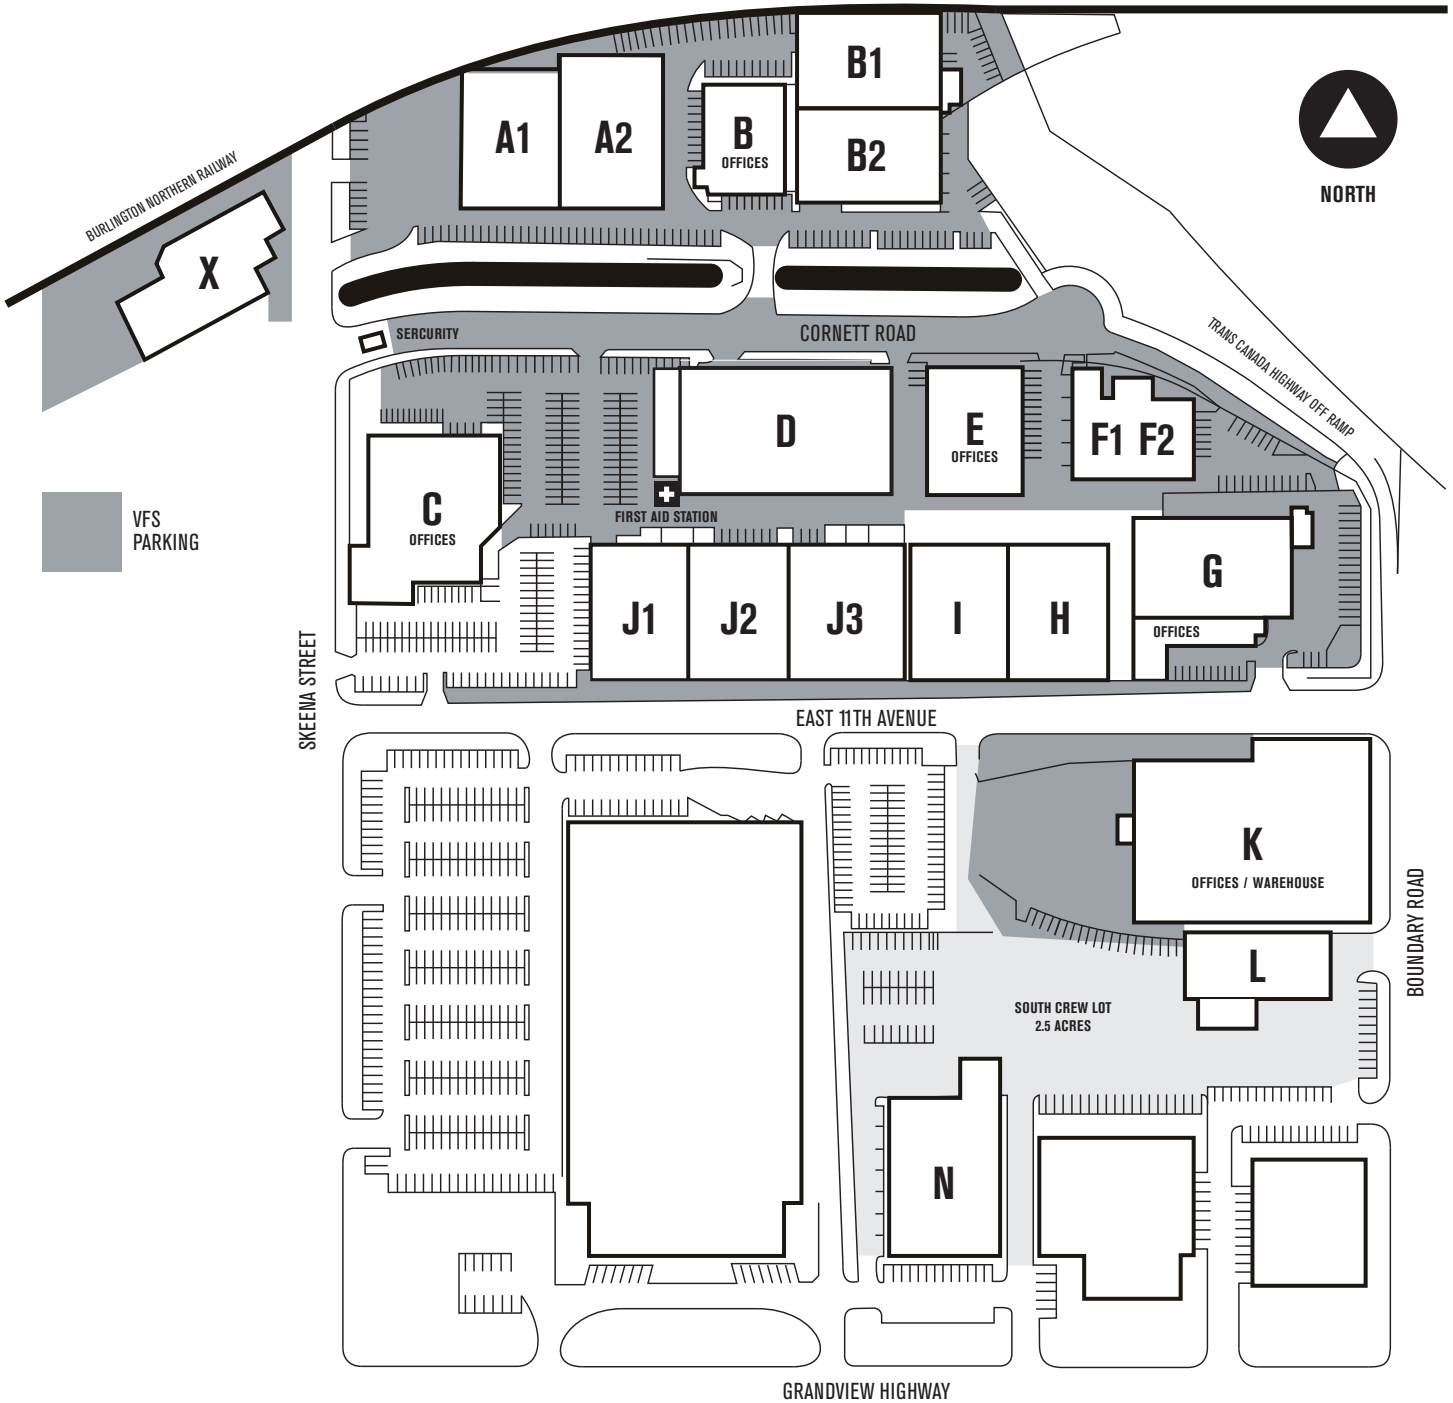 B1
A1
A2
B
OFFICES
B2
NORTH
BURLINGTON NORTHERN RAILWAY
X
SERCURITY
CORNETT ROAD
TRANS CANADA HIGHWAY OFF RAMP
D
E
OFFICES
F1 F2
C
OFFICES
FIRST AID STATION
VFS
PARKING
G
OFFICES
J1
J2
J3
I
H
SKEENA STREET
EAST 11TH AVENUE
K
OFFICES / WAREHOUSE
BOUNDARY ROAD
L
SOUTH CREW LOT
2.5 ACRES
N
GRANDVIEW HIGHWAY